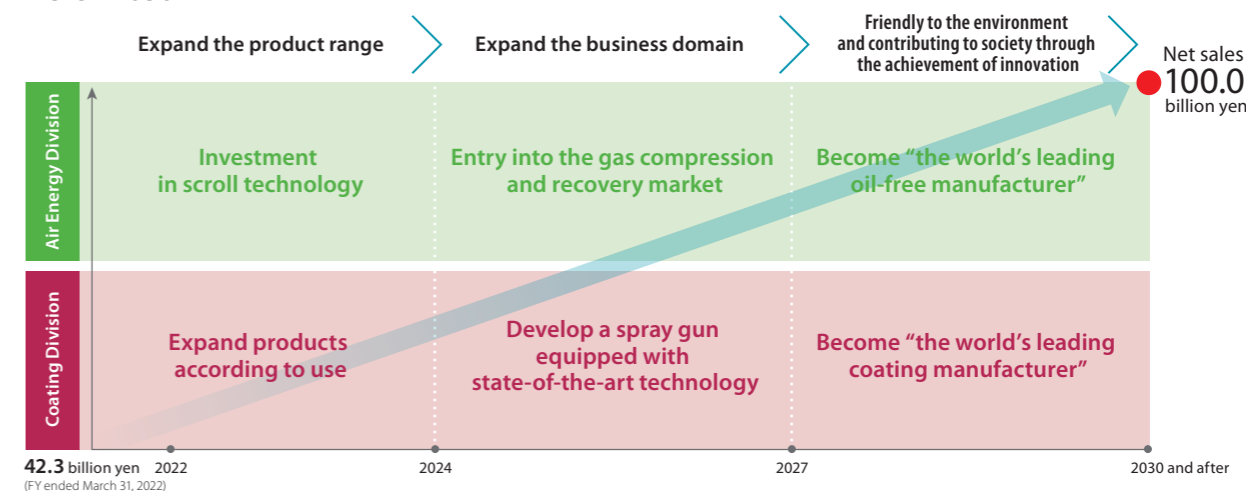 Expand the product range
Expand the business domain
Friendly to the environment
and contributing to society through
the achievement of innovation
Net sales
100.0
billion yen
Air Energy Division
Investment
in scroll technology
Entry into the gas compression
and recovery market
Become “the world’s leading
oil-free manufacturer”
Coating Division
Expand products
according to use
Develop a spray gun
equipped with
state-of-the-art technology
Become “the world’s leading
coating manufacturer”
42.3 billion yen
(FY ended March 31, 2022)
2022
2024
2027
2030 and after